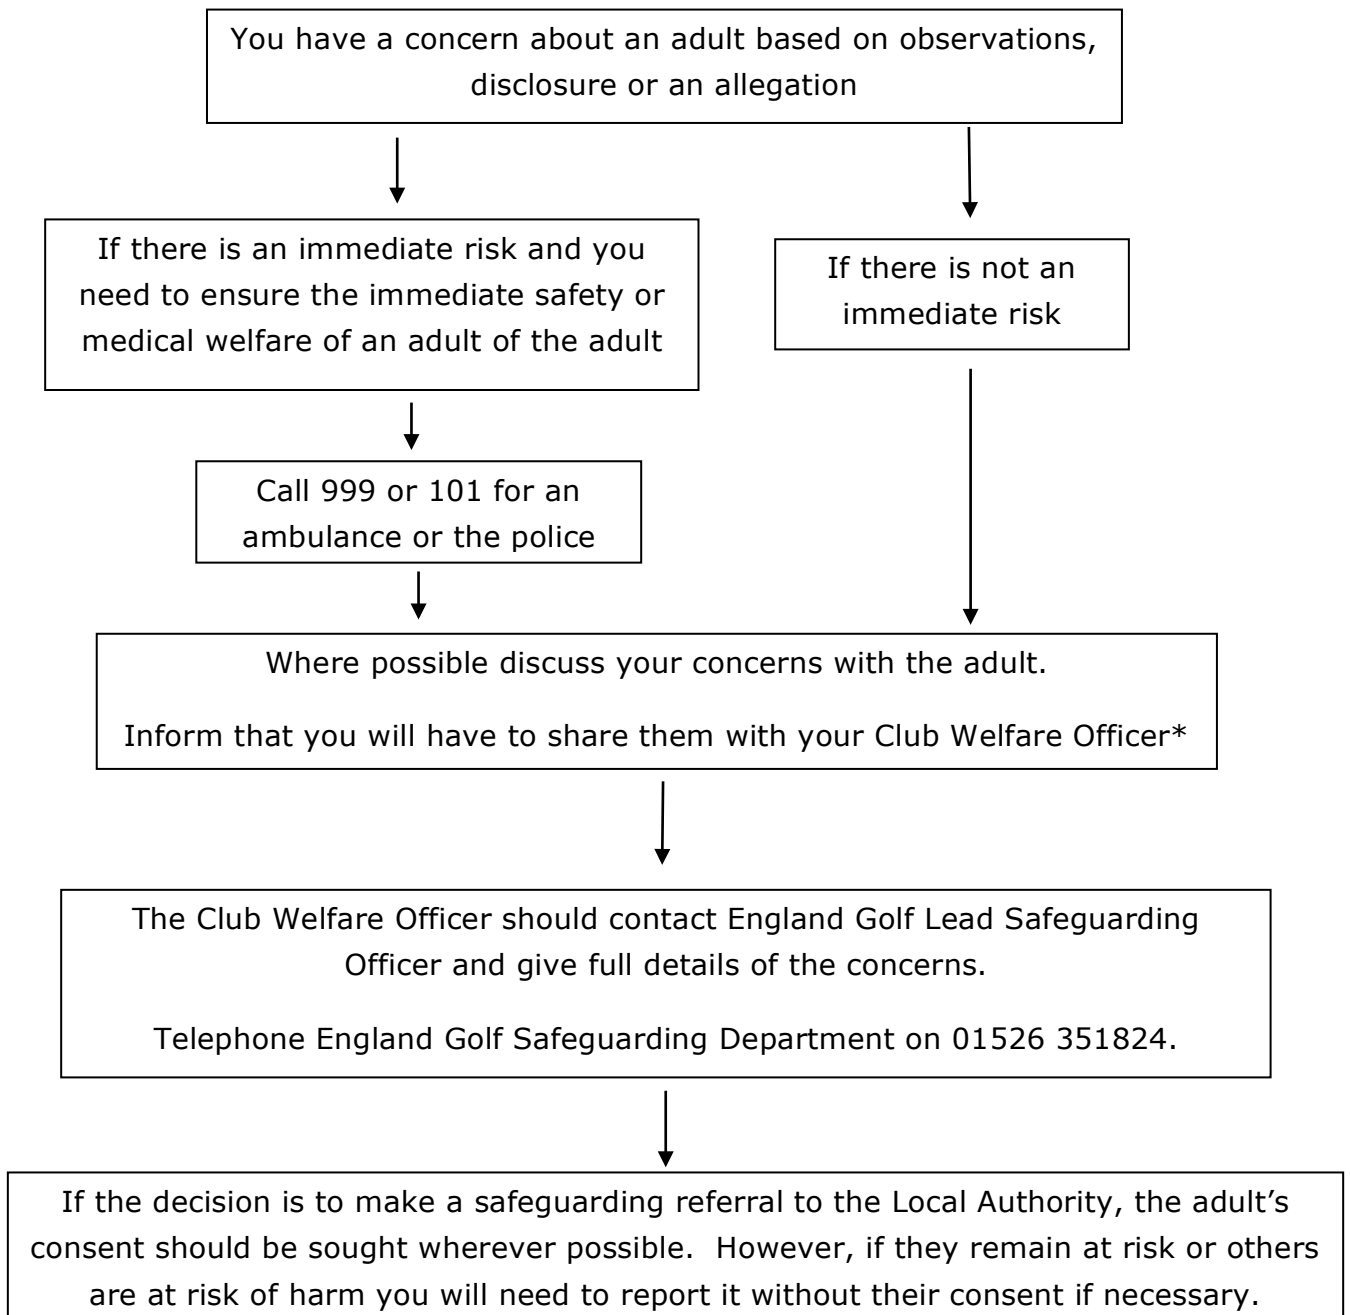 You have a concern about an adult based on observations,
disclosure or an allegation
If there is an immediate risk and you
need to ensure the immediate safety or
medical welfare of an adult of the adult
If there is not an
immediate risk
Call 999 or 101 for an
ambulance or the police
Where possible discuss your concerns with the adult.
Inform that you will have to share them with your Club Welfare Officer*
The Club Welfare Officer should contact England Golf Lead Safeguarding
Officer and give full details of the concerns.
Telephone England Golf Safeguarding Department on 01526 351824.
If the decision is to make a safeguarding referral to the Local Authority, the adult’s
consent should be sought wherever possible.  However, if they remain at risk or others
are at risk of harm you will need to report it without their consent if necessary.